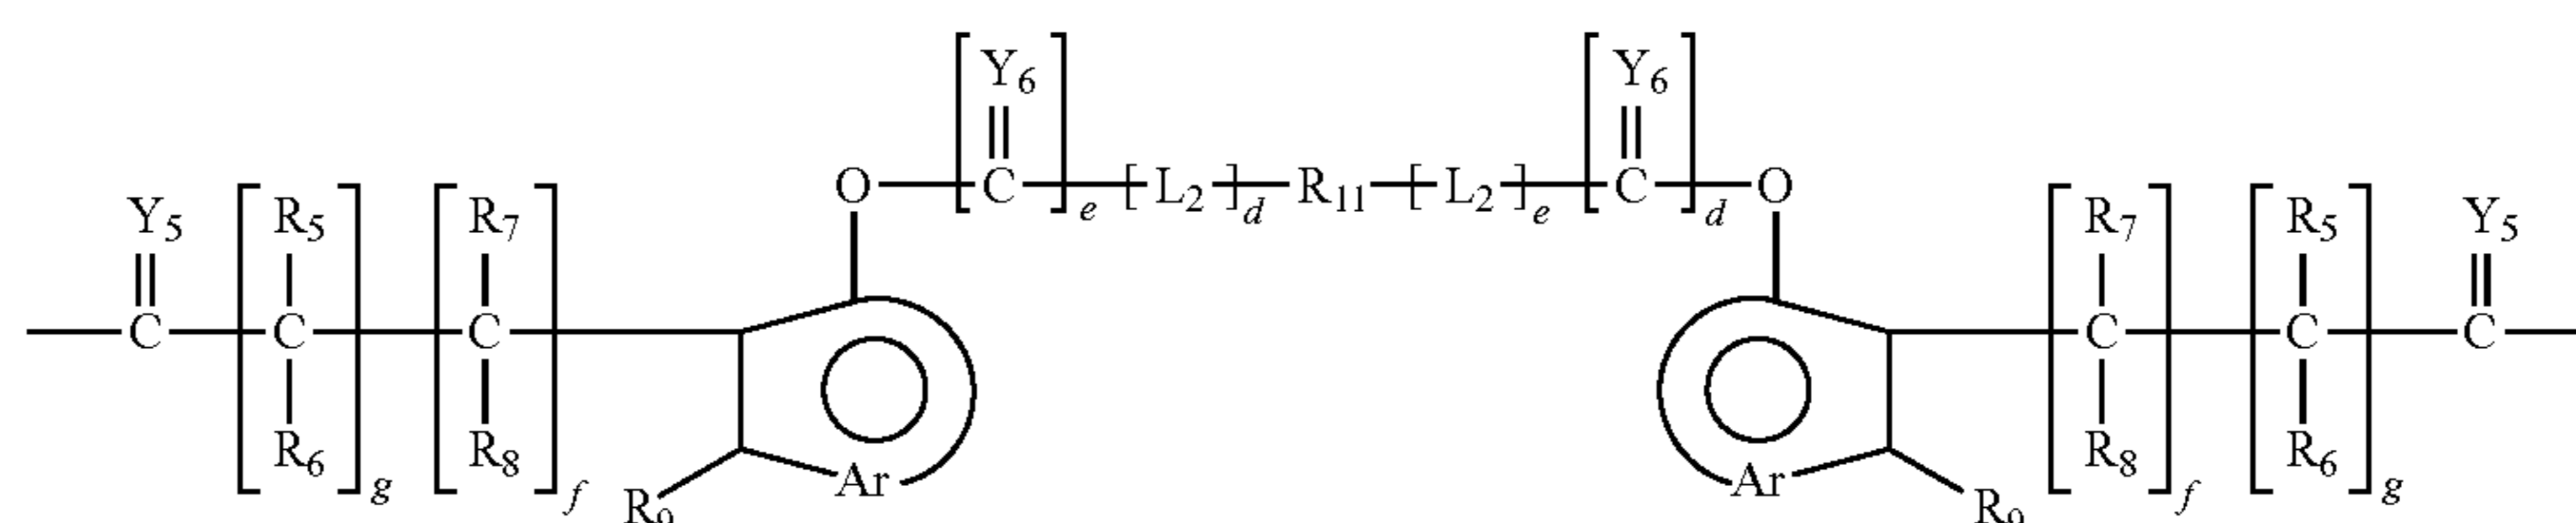 Y6 Y6
O [ C ]e [ L2 ]d R11 [ L2 ]e [ C ]d O
Y5 R5 R7 R7 R5 Y5
C [ C ]g [ C ]f [ C ]f [ C ]g C
R6 R8 R8 R6
R9 Ar Ar R9